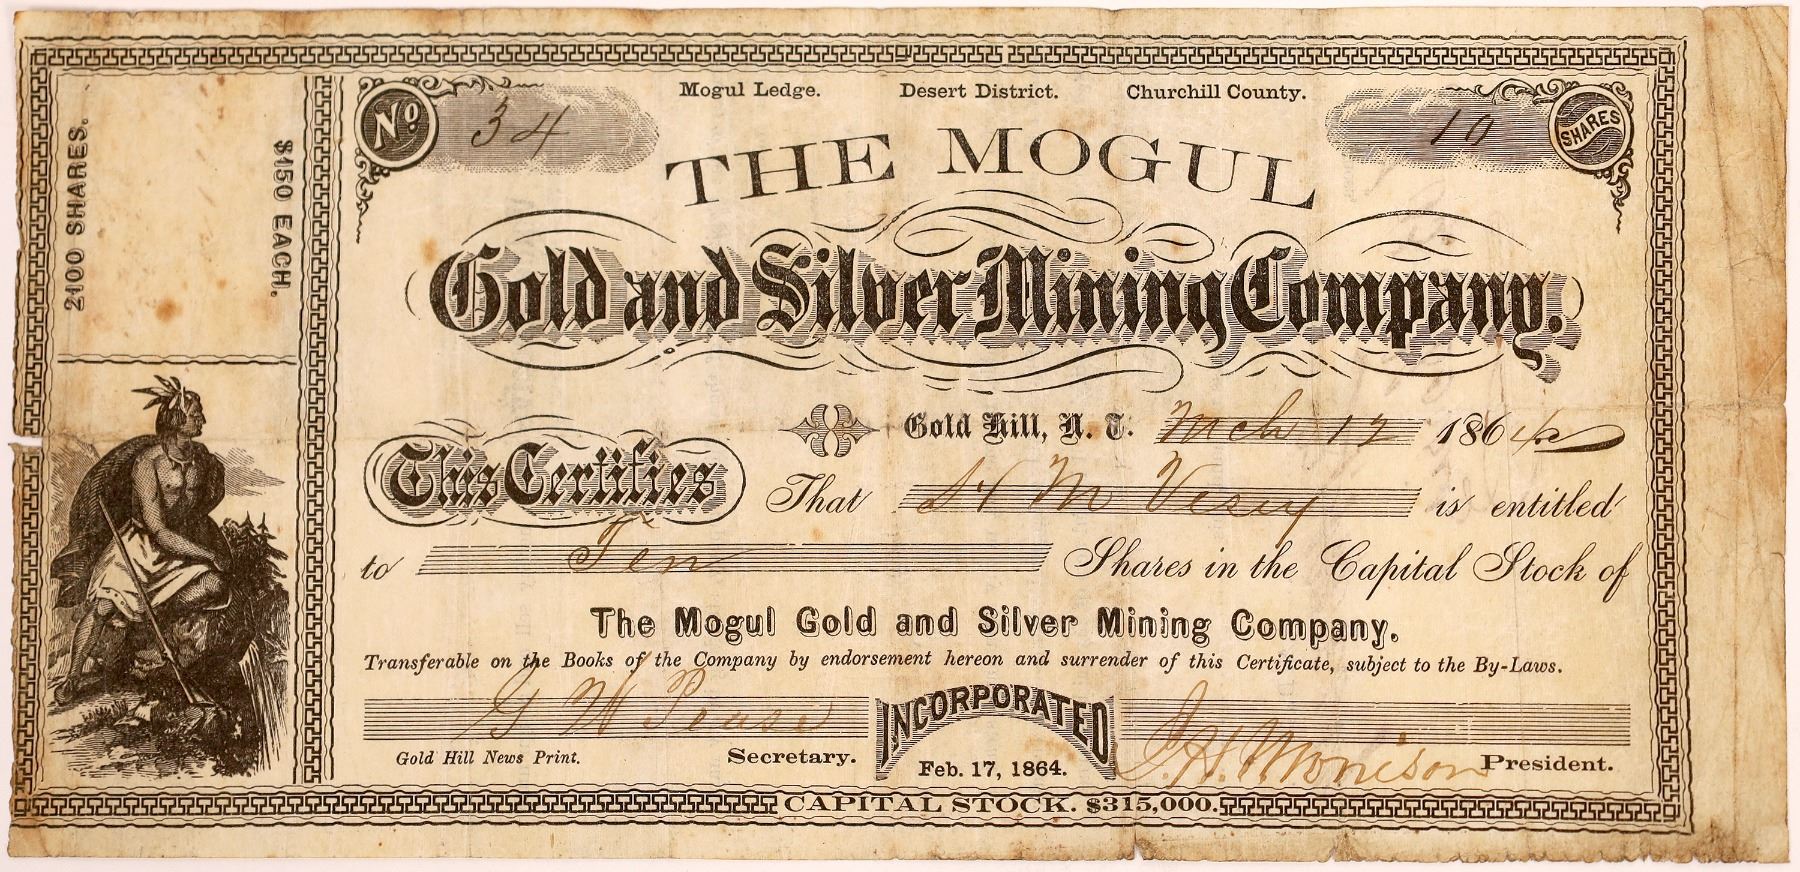 2100 SHARES.
$150 EACH.
No. 34
Mogul Ledge. Desert District. Churchill County.
10 SHARES
THE MOGUL
Gold and Silver Mining Company.
Gold Hill, N. T. Mch 12 1864
This Certifies That H M Vesey is entitled
to Ten Shares in the Capital Stock of
The Mogul Gold and Silver Mining Company.
Transferable on the Books of the Company by endorsement hereon and surrender of this Certificate, subject to the By-Laws.
G W Pease Secretary.
INCORPORATED
Feb. 17, 1864.
J. H. Morrison President.
Gold Hill News Print.
CAPITAL STOCK. $315,000.